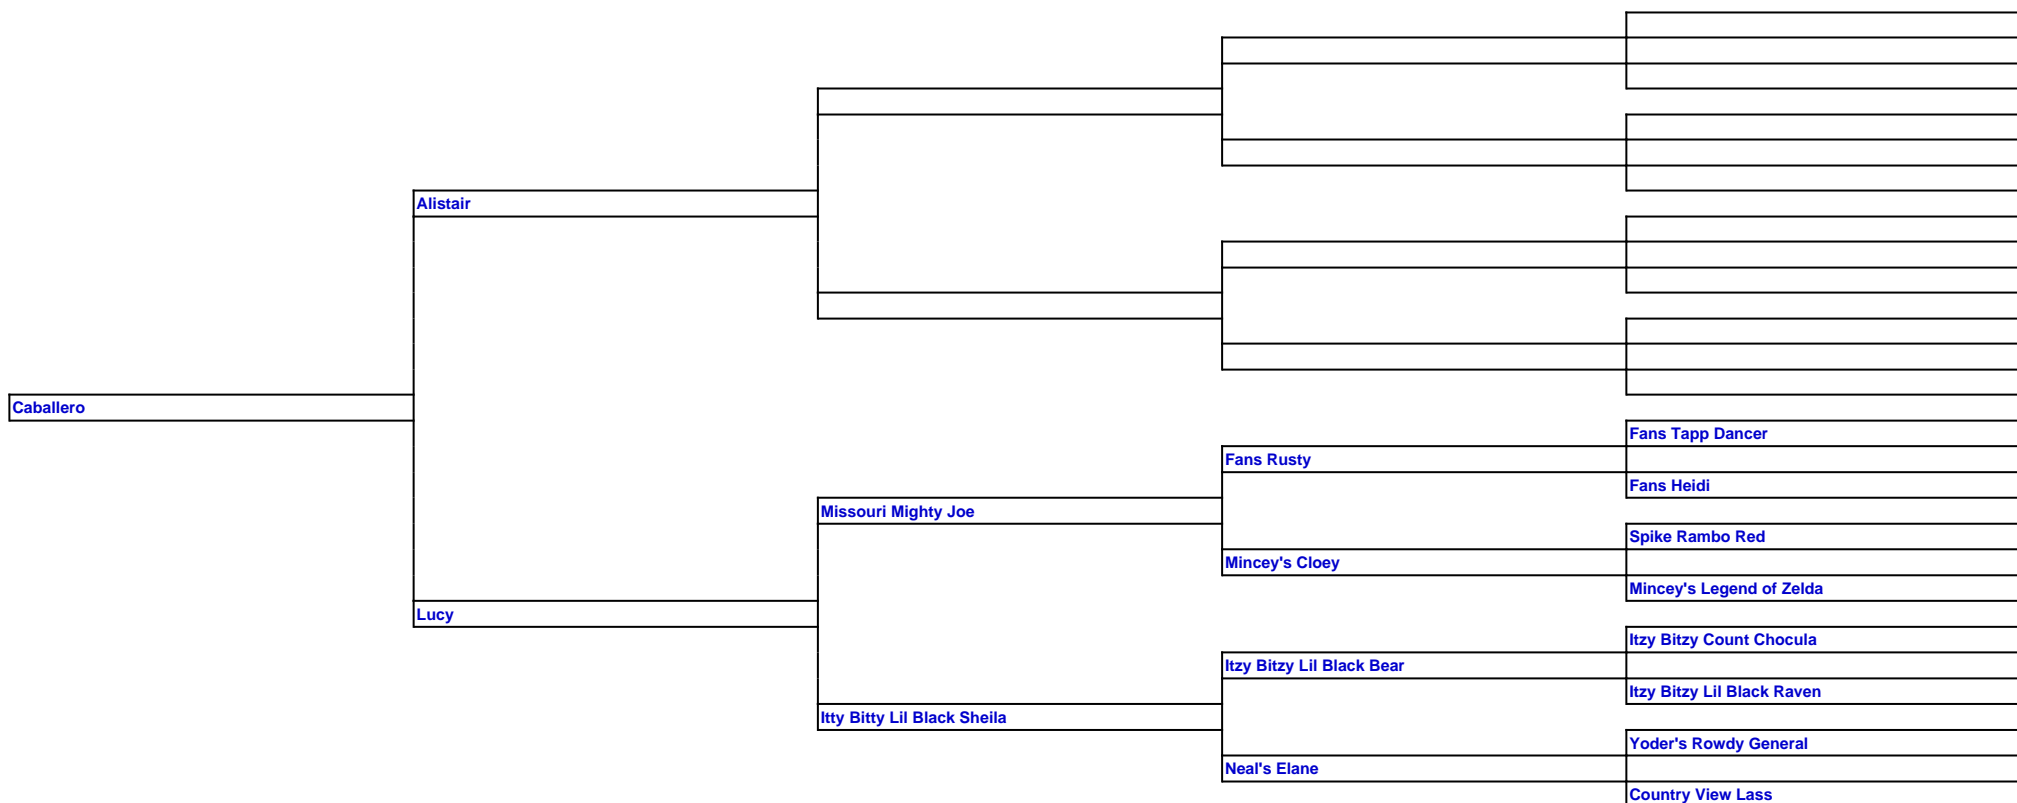 Alistair
Caballero
Fans Tapp Dancer
Fans Rusty
Fans Heidi
Missouri Mighty Joe
Spike Rambo Red
Mincey's Cloey
Mincey's Legend of Zelda
Lucy
Itzy Bitzy Count Chocula
Itzy Bitzy Lil Black Bear
Itzy Bitzy Lil Black Raven
Itty Bitty Lil Black Sheila
Yoder's Rowdy General
Neal's Elane
Country View Lass